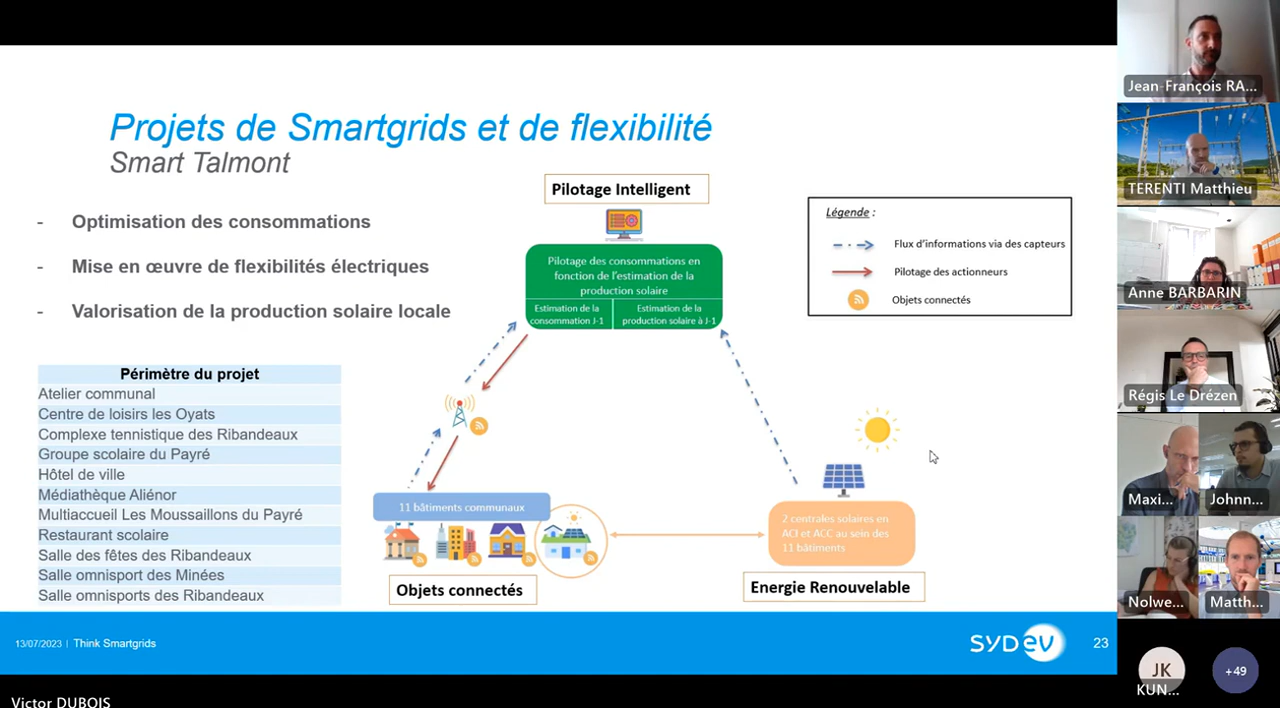 Projets de Smartgrids et de flexibilité
Smart Talmont
- Optimisation des consommations
- Mise en œuvre de flexibilités électriques
- Valorisation de la production solaire locale
Périmètre du projet
Atelier communal
Centre de loisirs les Oyats
Complexe tennistique des Ribandeaux
Groupe scolaire du Payré
Hôtel de ville
Médiathèque Aliénor
Multiaccueil Les Moussaillons du Payré
Restaurant scolaire
Salle des fêtes des Ribandeaux
Salle omnisport des Minées
Salle omnisports des Ribandeaux
Pilotage Intelligent
Pilotage des consommations en
fonction de l'estimation de la
production solaire
Estimation de la
consommation J-1
Estimation de la
production solaire à J-1
Légende :
Flux d'informations via des capteurs
Pilotage des actionneurs
Objets connectés
11 bâtiments communaux
Objets connectés
2 centrales solaires en
ACI et ACC au sein des
11 bâtiments
Energie Renouvelable
13/07/2023 | Think Smartgrids
SYDEV
23
Victor DUBOIS
Jean-François RA...
TERENTI Matthieu
Anne BARBARIN
Régis Le Drézen
Maxi...
Johnn...
Nolwe...
Matth...
JK
KUN...
+49